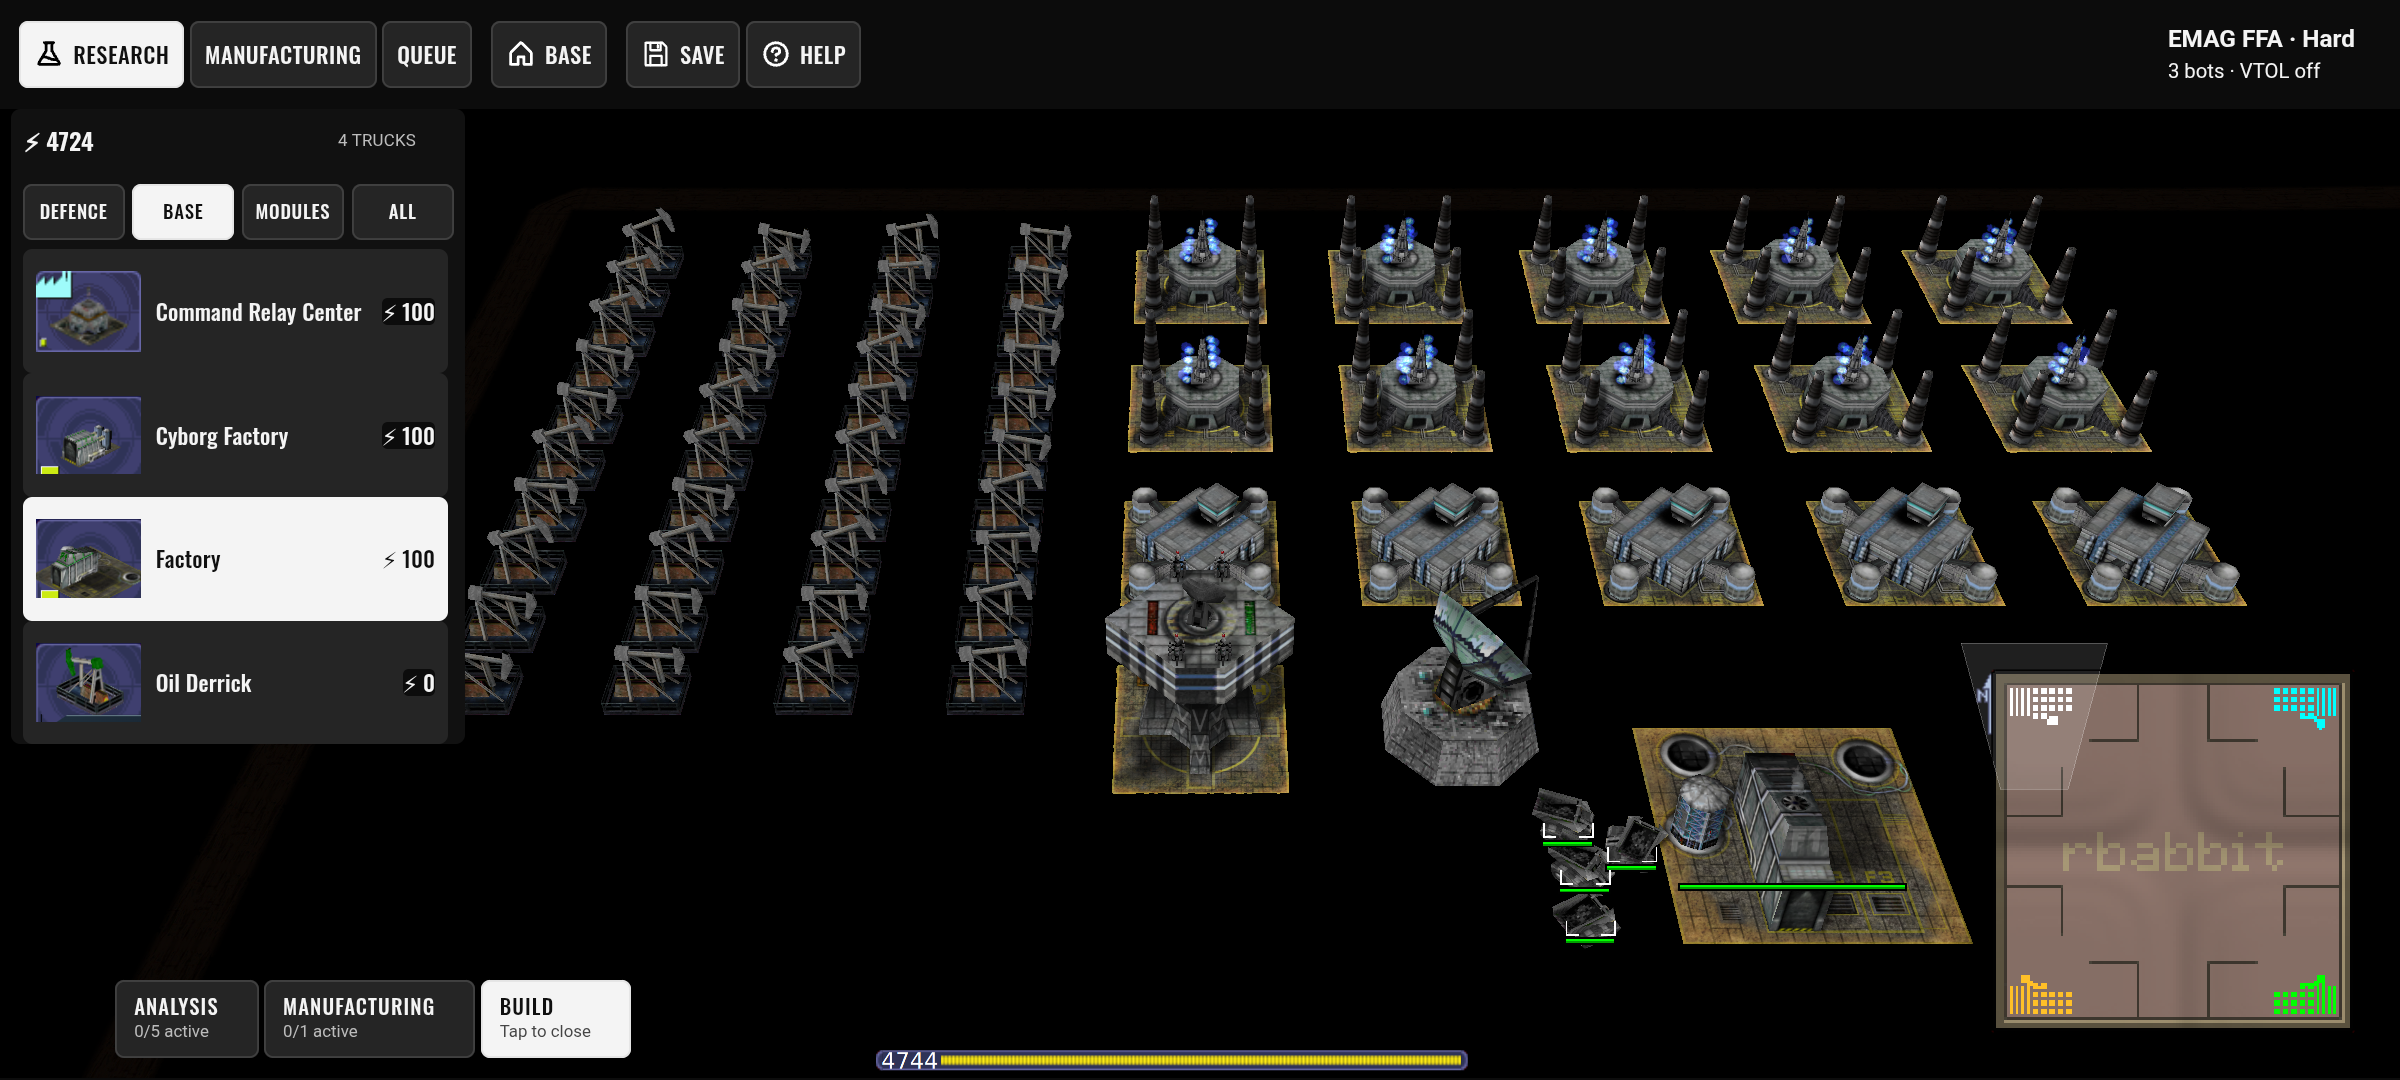 RESEARCH
MANUFACTURING
QUEUE
BASE
SAVE
HELP
EMAG FFA · Hard
3 bots · VTOL off
4724
4 TRUCKS
DEFENCE
BASE
MODULES
ALL
Command Relay Center
100
Cyborg Factory
100
Factory
100
Oil Derrick
0
N
rbabbit
ANALYSIS
0/5 active
MANUFACTURING
0/1 active
BUILD
Tap to close
4744